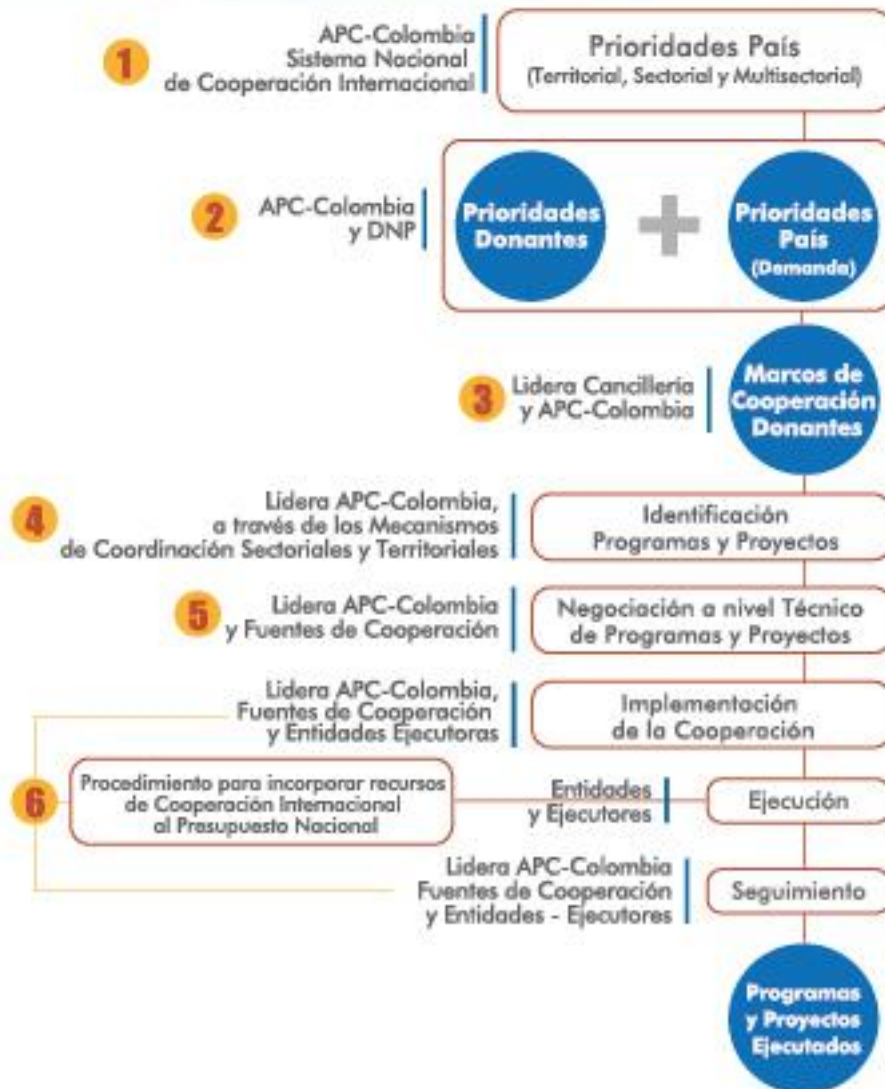 1
APC-Colombia
Sistema Nacional
de Cooperación Internacional
Prioridades País
(Territorial, Sectorial y Multisectorial)
2
APC-Colombia
y DNP
Prioridades
Donantes
Prioridades
País
(Demanda)
3
Lidera Cancillería
y APC-Colombia
Marcos de
Cooperación
Donantes
4
Lidera APC-Colombia,
a través de los Mecanismos
de Coordinación Sectoriales y Territoriales
Identificación
Programas y Proyectos
5
Lidera APC-Colombia
y Fuentes de Cooperación
Negociación a nivel Técnico
de Programas y Proyectos
Lidera APC-Colombia,
Fuentes de Cooperación
y Entidades Ejecutoras
Implementación
de la Cooperación
6
Procedimiento para incorporar recursos
de Cooperación Internacional
al Presupuesto Nacional
Entidades
y Ejecutores
Ejecución
Lidera APC-Colombia
Fuentes de Cooperación
y Entidades - Ejecutores
Seguimiento
Programas
y Proyectos
Ejecutados